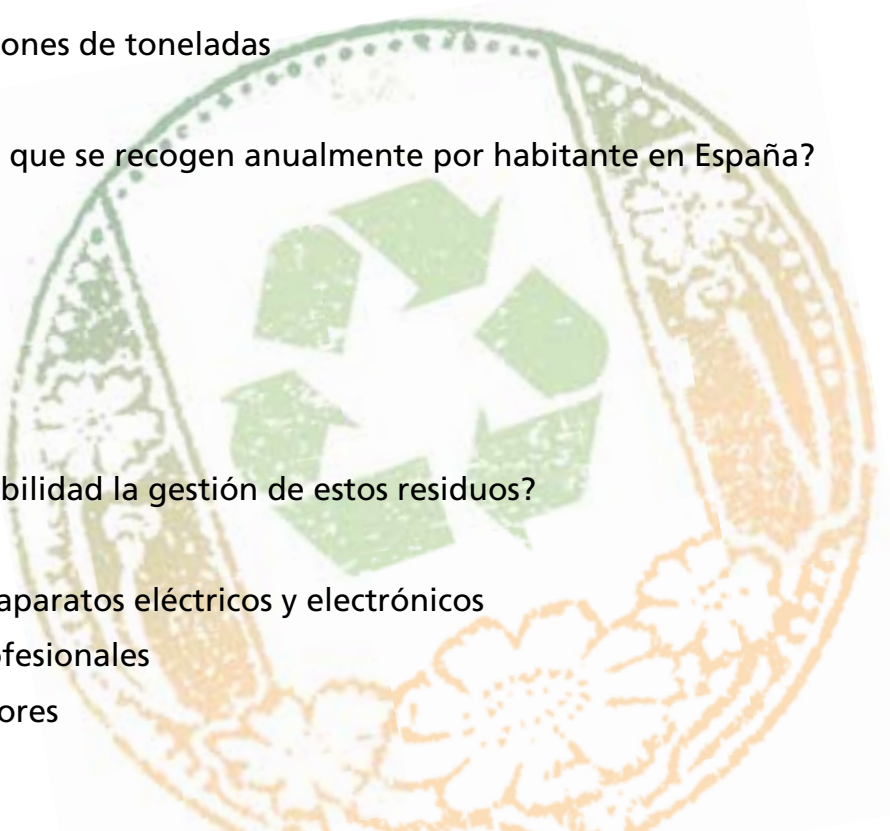 ones de toneladas
que se recogen anualmente por habitante en España?
bilidad la gestión de estos residuos?
aparatos eléctricos y electrónicos
fesionales
ores